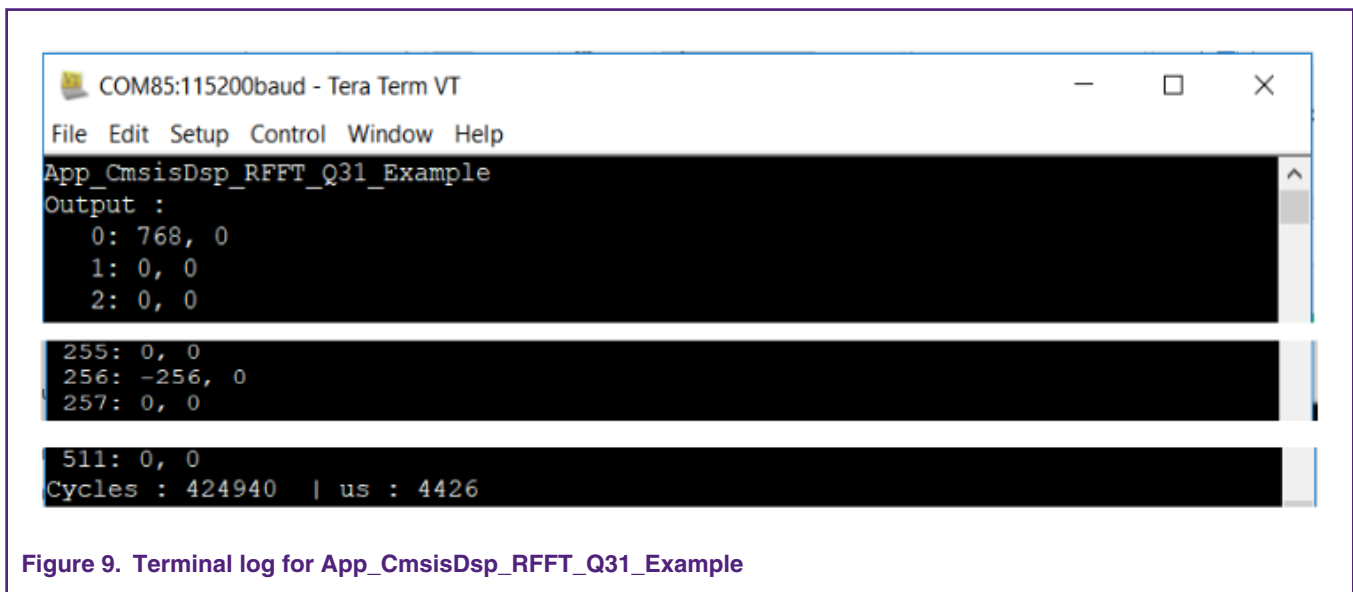 COM85:115200baud - Tera Term VT
File Edit Setup Control Window Help
App_CmsisDsp_RFFT_Q31_Example
Output :
0: 768, 0
1: 0, 0
2: 0, 0
255: 0, 0
256: -256, 0
257: 0, 0
511: 0, 0
Cycles : 424940 | us : 4426
Figure 9. Terminal log for App_CmsisDsp_RFFT_Q31_Example